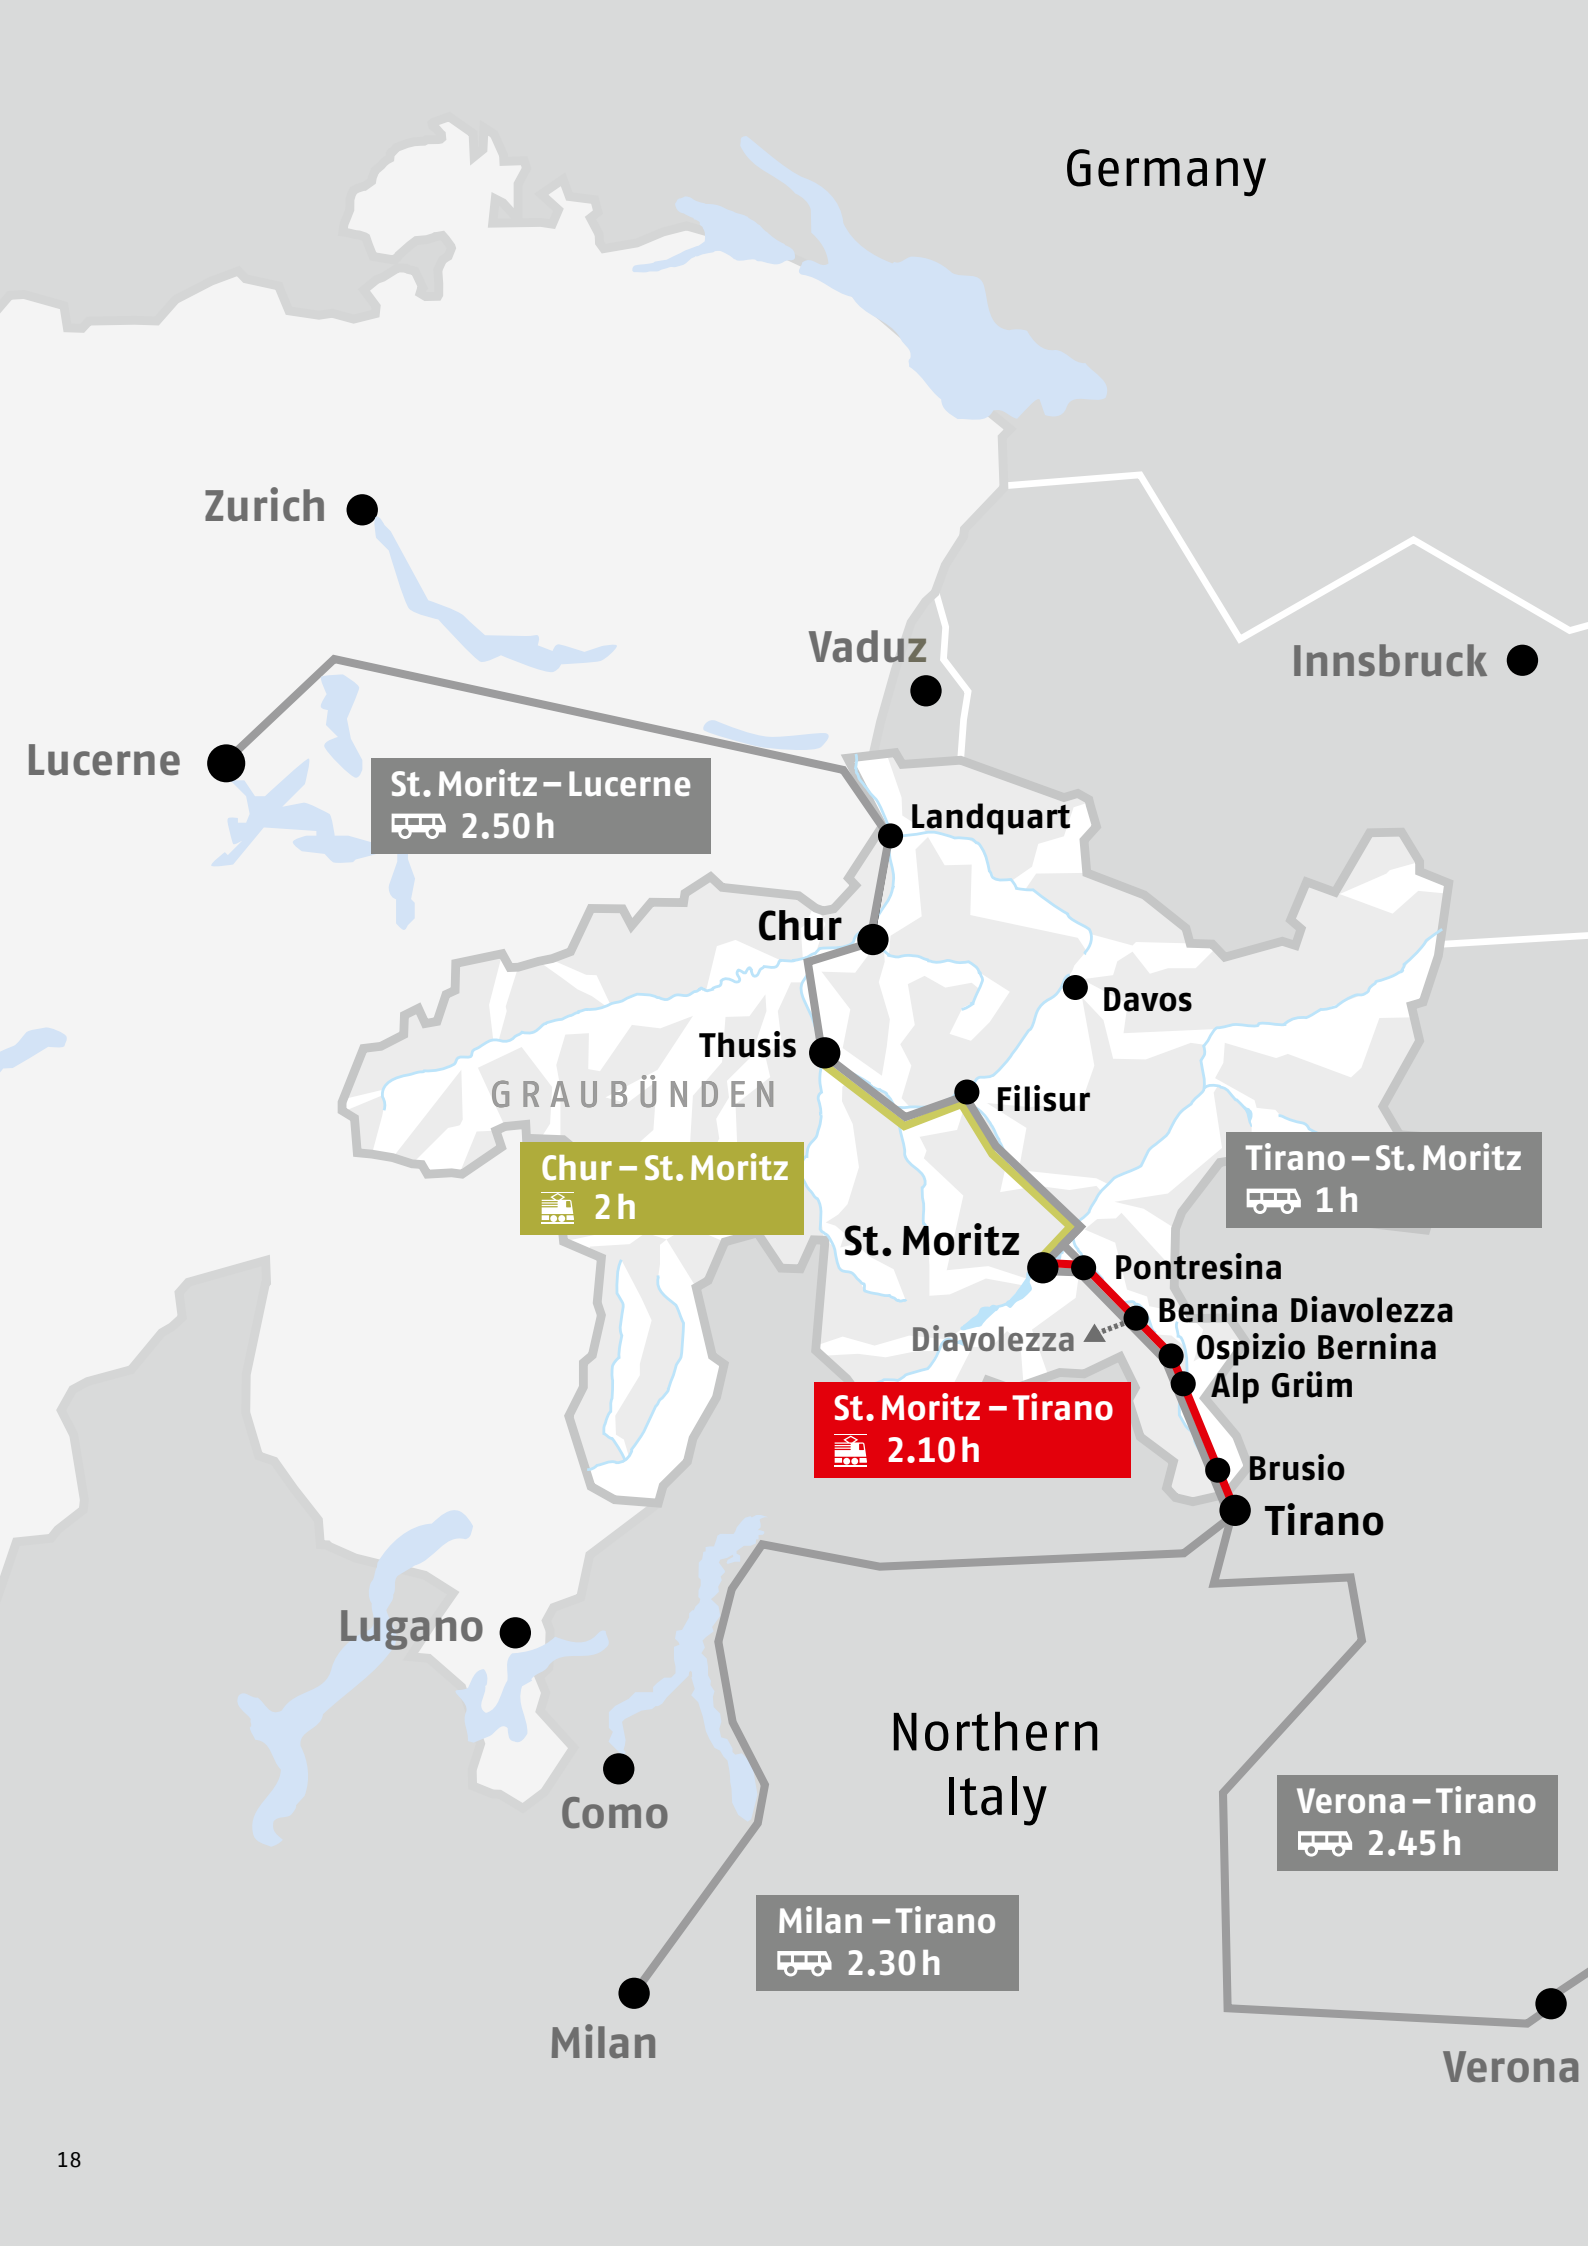 Germany
Zurich
Vaduz
Innsbruck
Lucerne
St. Moritz – Lucerne
2.50 h
Landquart
Chur
Davos
Thusis
GRAUBÜNDEN
Filisur
Chur – St. Moritz
2 h
Tirano – St. Moritz
1 h
St. Moritz
Pontresina
Bernina Diavolezza
Diavolezza
Ospizio Bernina
Alp Grüm
St. Moritz – Tirano
2.10 h
Brusio
Tirano
Lugano
Northern
Italy
Como
Verona – Tirano
2.45 h
Milan – Tirano
2.30 h
Milan
Verona
18